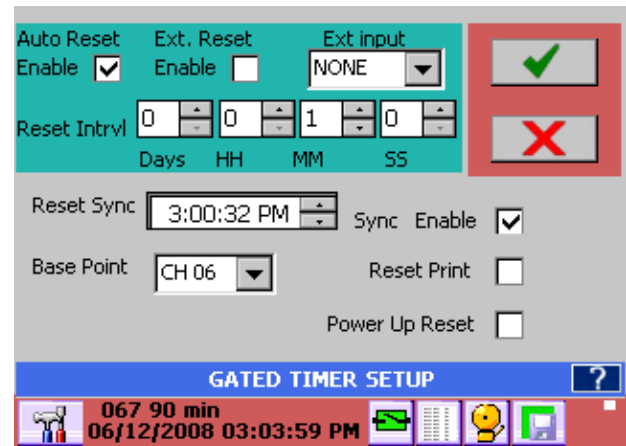 Auto Reset Ext. Reset Ext input
Enable Enable NONE
Reset Intrvl 0 0 1 0
Days HH MM SS
Reset Sync 3:00:32 PM Sync Enable
Base Point CH 06 Reset Print
Power Up Reset
GATED TIMER SETUP ?
067 90 min
06/12/2008 03:03:59 PM